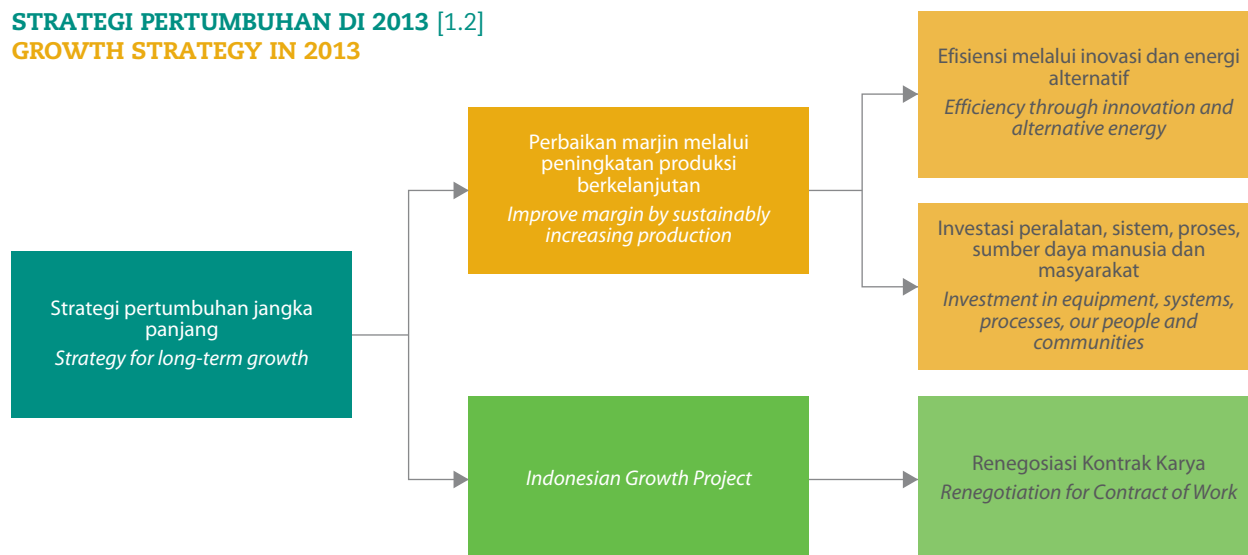 STRATEGI PERTUMBUHAN DI 2013 [1.2]
GROWTH STRATEGY IN 2013
Strategi pertumbuhan jangka
panjang
Strategy for long-term growth
Perbaikan marjin melalui
peningkatan produksi
berkelanjutan
Improve margin by sustainably
increasing production
Efisiensi melalui inovasi dan energi
alternatif
Efficiency through innovation and
alternative energy
Investasi peralatan, sistem, proses,
sumber daya manusia dan
masyarakat
Investment in equipment, systems,
processes, our people and
communities
Indonesian Growth Project
Renegosiasi Kontrak Karya
Renegotiation for Contract of Work